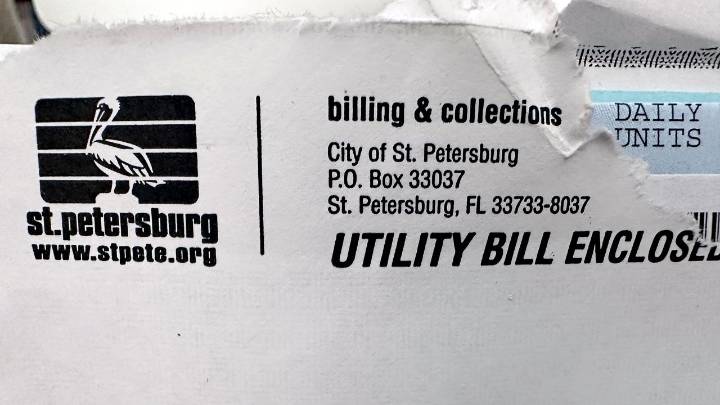 st.petersburg
www.stpete.org
billing & collections
City of St. Petersburg
P.O. Box 33037
St. Petersburg, FL 33733-8037
UTILITY BILL ENCLOSED
DAILY
UNITS